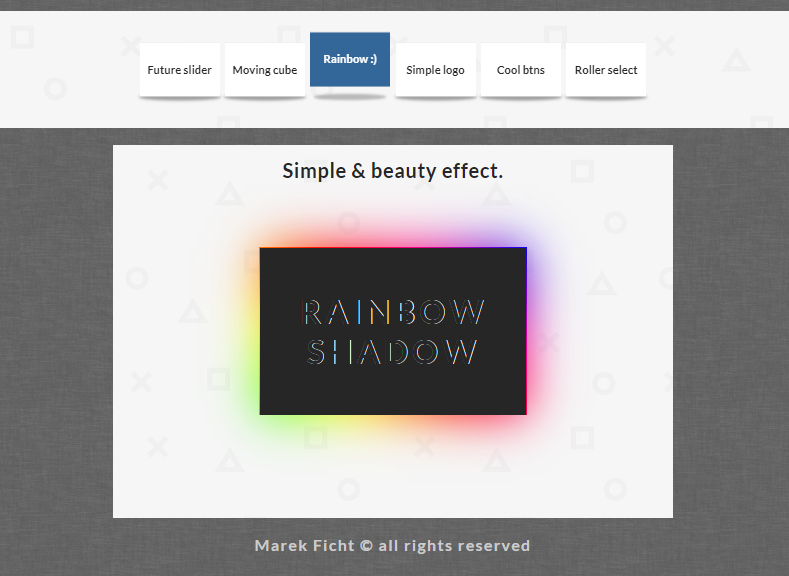 Future slider
Moving cube
Rainbow :)
Simple logo
Cool btns
Roller select
Simple & beauty effect.
RAINBOW
SHADOW
Marek Ficht © all rights reserved